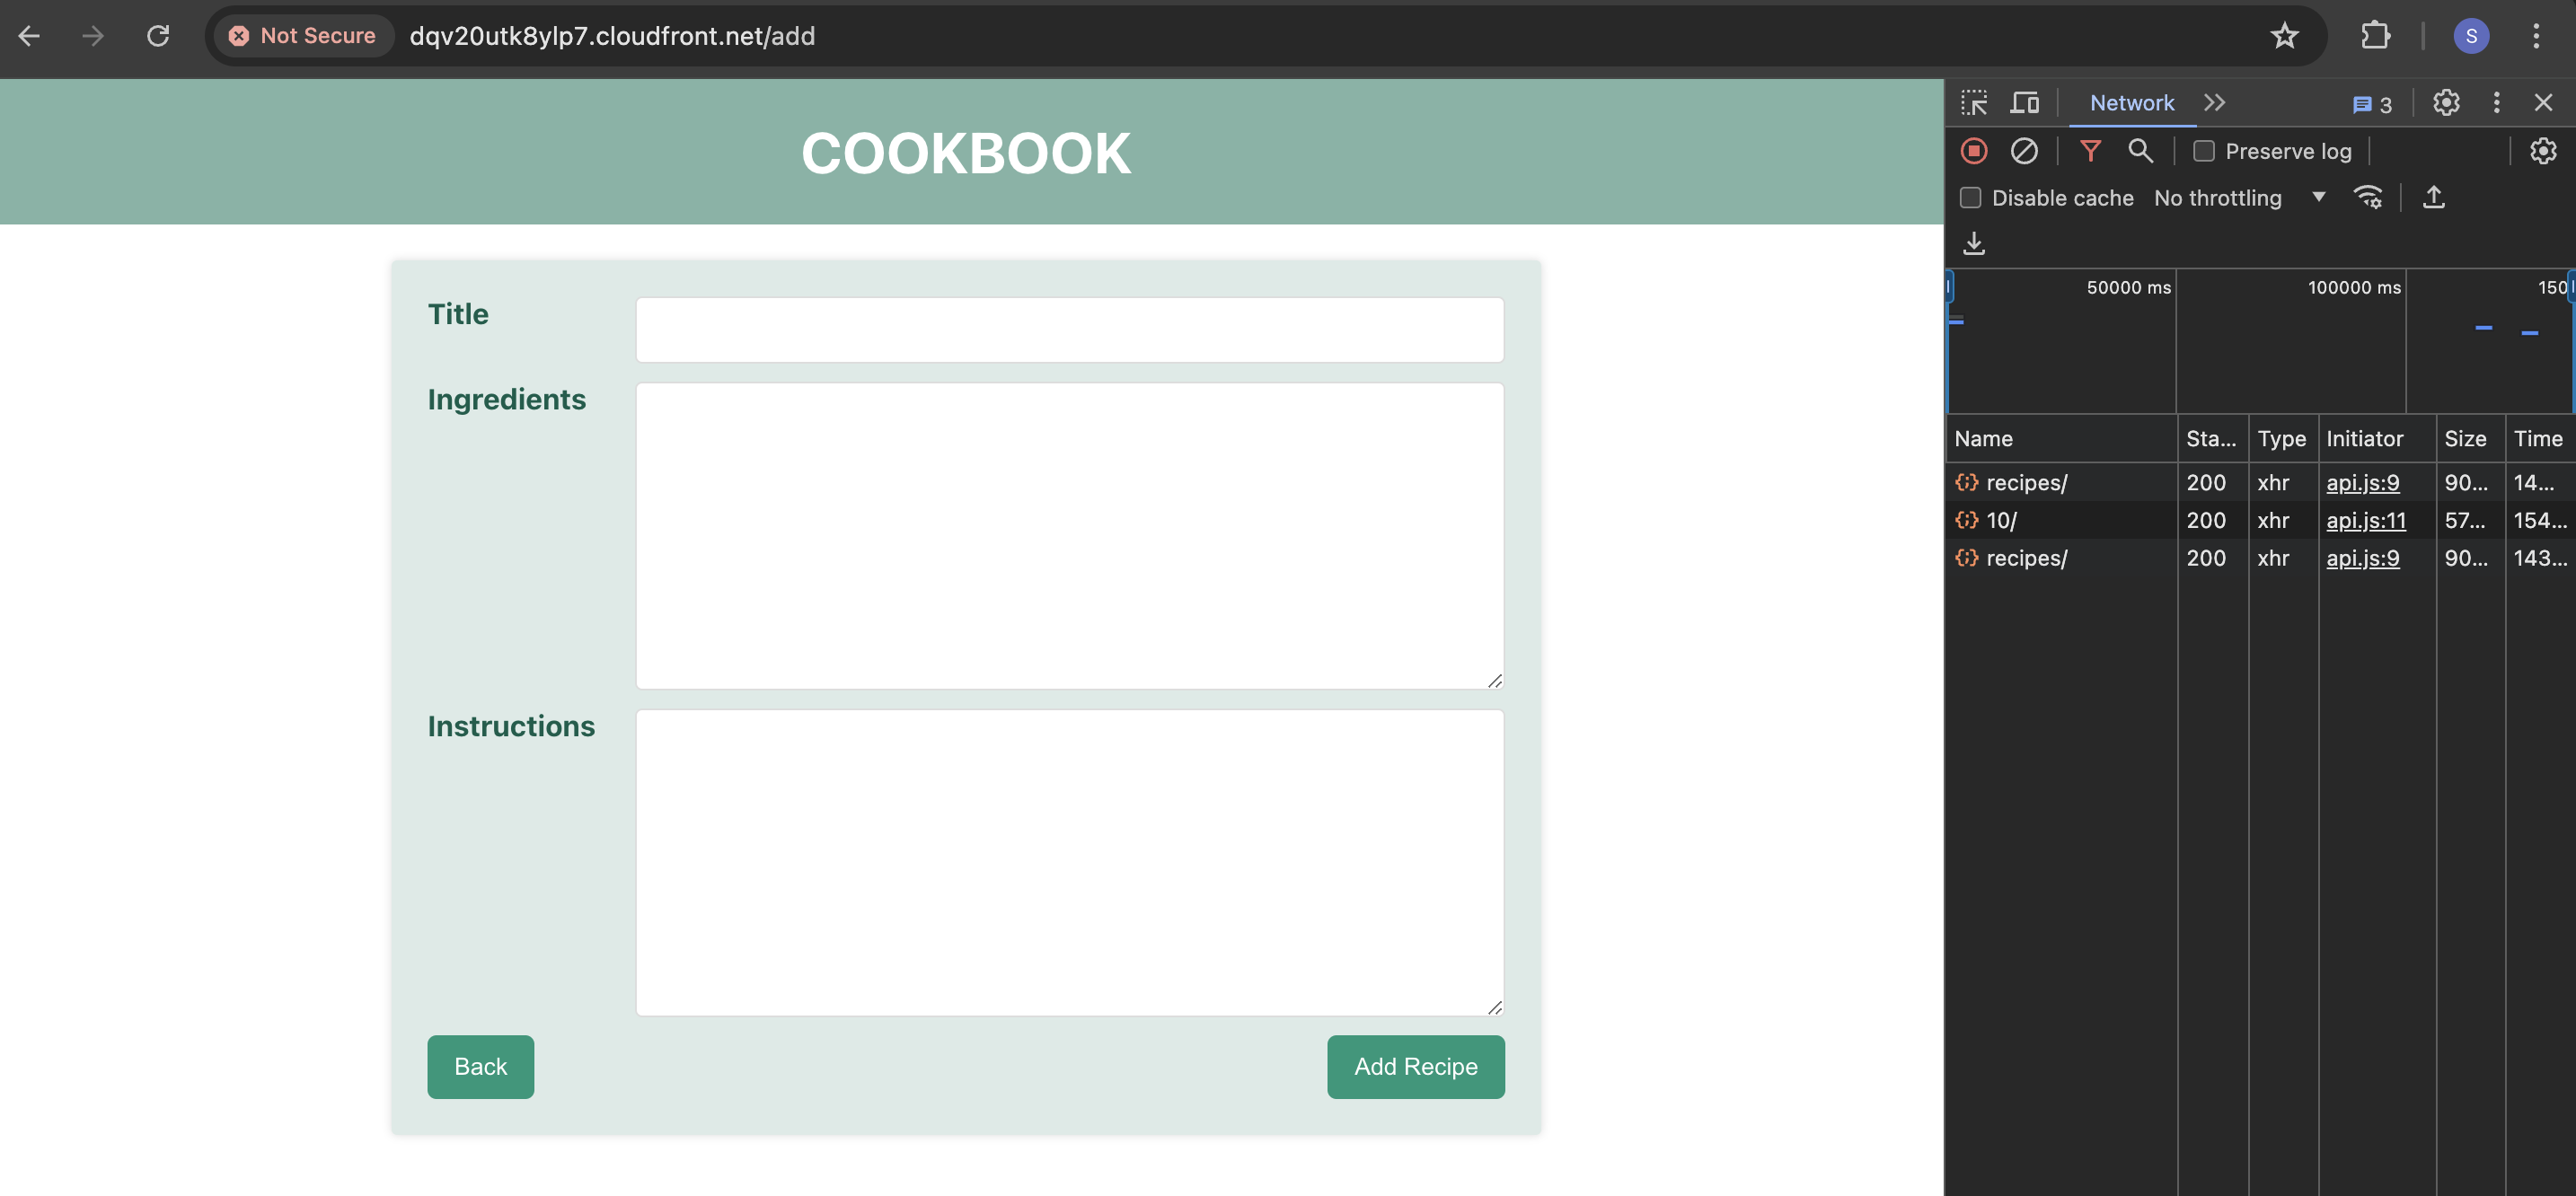 Not Secure dqv20utk8ylp7.cloudfront.net/add S
COOKBOOK
Title
Ingredients
Instructions
Back Add Recipe
Network 3
Preserve log
Disable cache No throttling
50000 ms 100000 ms 150
Name Sta... Type Initiator Size Time
recipes/ 200 xhr api.js:9 90... 14...
10/ 200 xhr api.js:11 57... 154...
recipes/ 200 xhr api.js:9 90... 143...